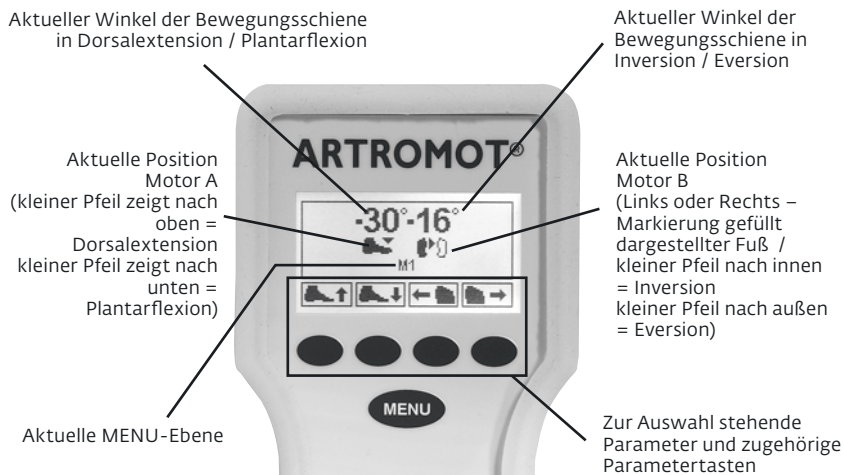 Aktueller Winkel der Bewegungsschiene
in Dorsalextension / Plantarflexion
Aktueller Winkel der
Bewegungsschiene in
Inversion / Eversion
Aktuelle Position
Motor A
(kleiner Pfeil zeigt nach
oben =
Dorsalextension
kleiner Pfeil zeigt nach
unten =
Plantarflexion)
ARTROMOT®
-30°-16°
M1
MENU
Aktuelle Position
Motor B
(Links oder Rechts –
Markierung gefüllt
dargestellter Fuß /
kleiner Pfeil nach innen
= Inversion
kleiner Pfeil nach außen
= Eversion)
Aktuelle MENU-Ebene
Zur Auswahl stehende
Parameter und zugehörige
Parametertasten